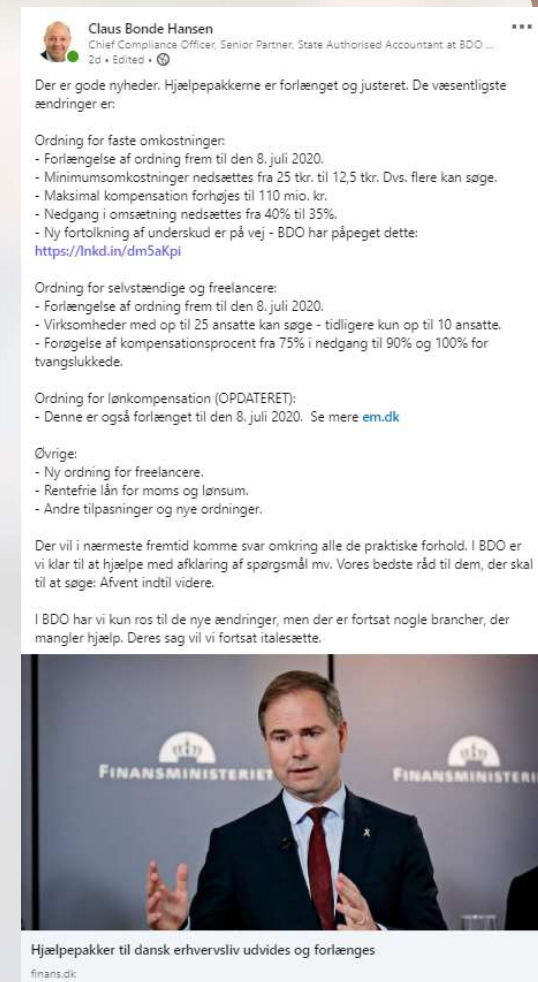 Claus Bonde Hansen
Chief Compliance Officer, Senior Partner, State Authorised Accountant at BDO ...
2d • Edited •
Der er gode nyheder. Hjælpepakkerne er forlænget og justeret. De væsentligste
ændringer er:
Ordning for faste omkostninger:
- Forlængelse af ordning frem til den 8. juli 2020.
- Minimumsomkostninger nedsættes fra 25 tkr. til 12,5 tkr. Dvs. flere kan søge.
- Maksimal kompensation forhøjes til 110 mio. kr.
- Nedgang i omsætning nedsættes fra 40% til 35%.
- Ny fortolkning af underskud er på vej - BDO har påpeget dette:
https://lnkd.in/dm5aKpi
Ordning for selvstændige og freelancere:
- Forlængelse af ordning frem til den 8. juli 2020.
- Virksomheder med op til 25 ansatte kan søge - tidligere kun op til 10 ansatte.
- Forøgelse af kompensationsprocent fra 75% i nedgang til 90% og 100% for
tvangslukkede.
Ordning for lønkompensation (OPDATERET):
- Denne er også forlænget til den 8. juli 2020. Se mere em.dk
Øvrige:
- Ny ordning for freelancere.
- Rentefrie lån for moms og lønsum.
- Andre tilpasninger og nye ordninger.
Der vil i nærmeste fremtid komme svar omkring alle de praktiske forhold. I BDO er
vi klar til at hjælpe med afklaring af spørgsmål mv. Vores bedste råd til dem, der skal
til at søge: Afvent indtil videre.
I BDO har vi kun ros til de nye ændringer, men der er fortsat nogle brancher, der
mangler hjælp. Deres sag vil vi fortsat italesætte.
FINANSMINISTERIET
FINANSMINISTERI
Hjælpepakker til dansk erhvervsliv udvides og forlænges
finans.dk